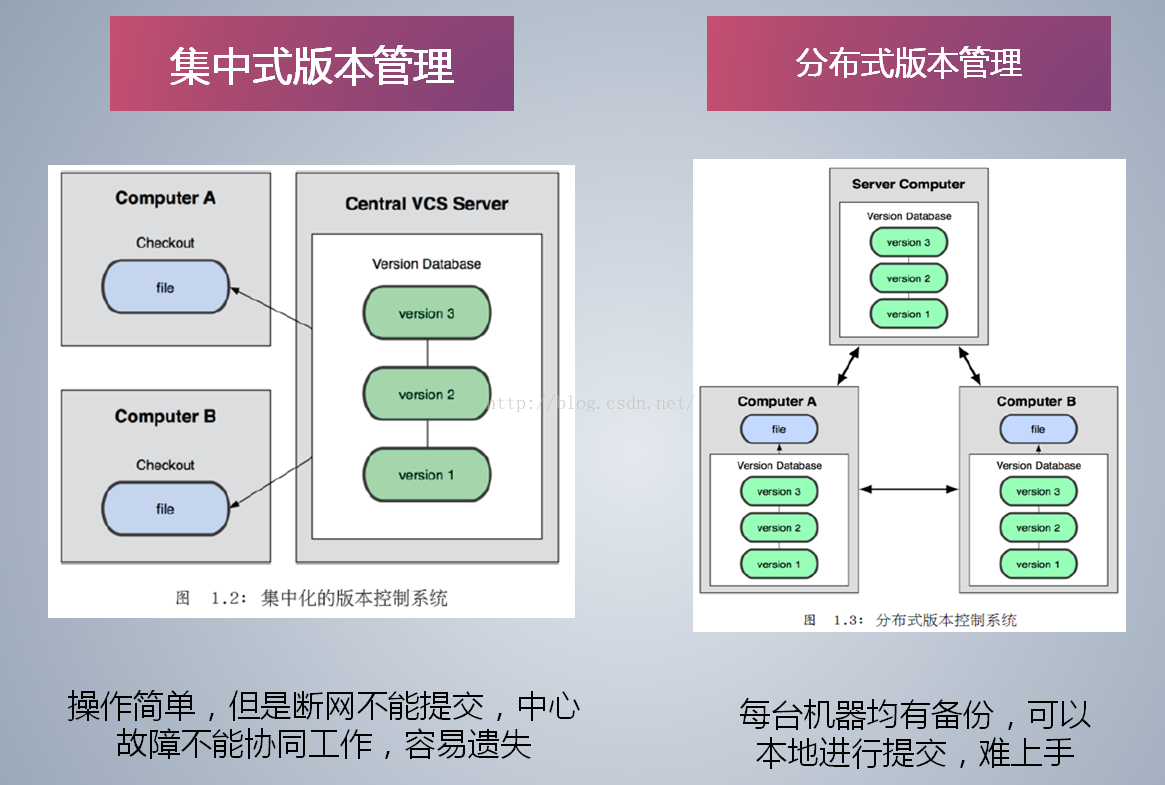 集中式版本管理
分布式版本管理
Computer A
Checkout
file
Computer B
Checkout
file
Central VCS Server
Version Database
version 3
version 2
version 1
图 1.2: 集中化的版本控制系统
http://blog.csdn.net/
Server Computer
Version Database
version 3
version 2
version 1
Computer A
file
Version Database
version 3
version 2
version 1
Computer B
file
Version Database
version 3
version 2
version 1
图 1.3: 分布式版本控制系统
操作简单，但是断网不能提交，中心
故障不能协同工作，容易遗失
每台机器均有备份，可以
本地进行提交，难上手